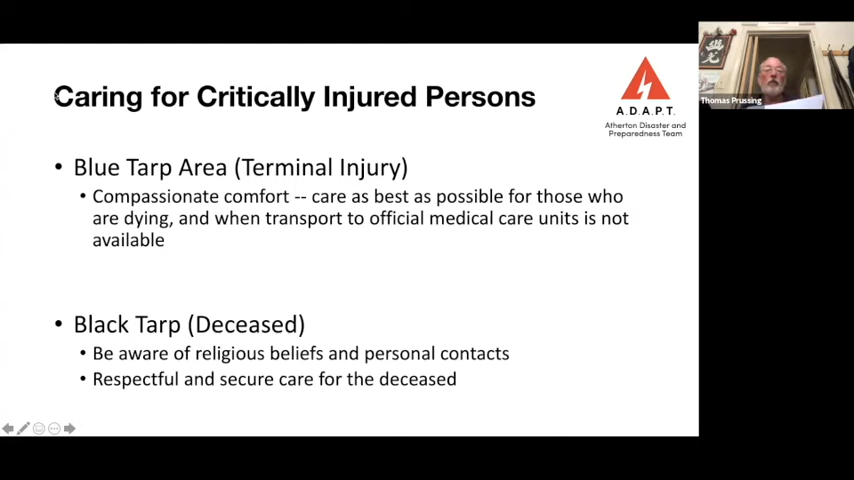 Caring for Critically Injured Persons
A.D.A.P.T.
Atherton Disaster and
Preparedness Team
Thomas Prussing
• Blue Tarp Area (Terminal Injury)
• Compassionate comfort -- care as best as possible for those who
are dying, and when transport to official medical care units is not
available
• Black Tarp (Deceased)
• Be aware of religious beliefs and personal contacts
• Respectful and secure care for the deceased